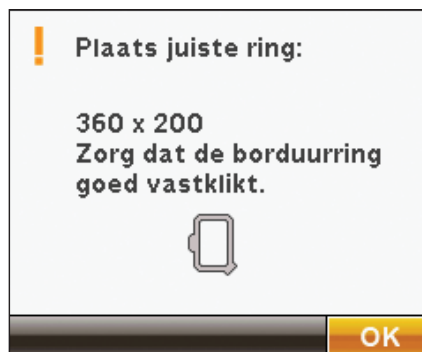 Plaats juiste ring:
360 x 200
Zorg dat de borduurring
goed vastklikt.
OK